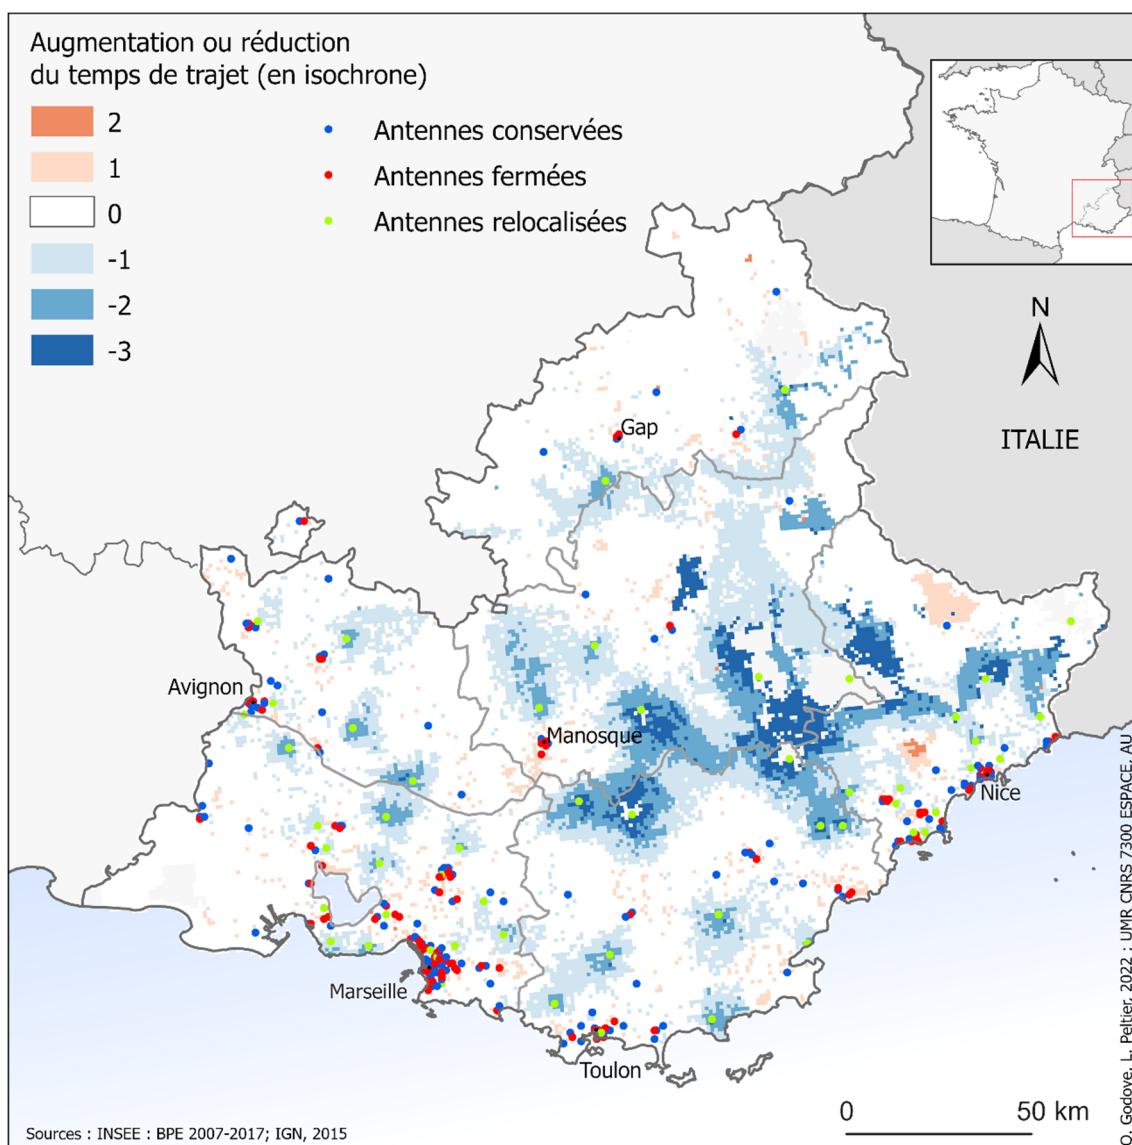 Augmentation ou réduction
du temps de trajet (en isochrone)
2
1
0
-1
-2
-3
Antennes conservées
Antennes fermées
Antennes relocalisées
N
ITALIE
Gap
Avignon
Manosque
Nice
Marseille
Toulon
0 50 km
Sources : INSEE : BPE 2007-2017; IGN, 2015
O. Godoye, L. Peltier, 2022 ; UMR CNRS 7300 ESPACE, AU